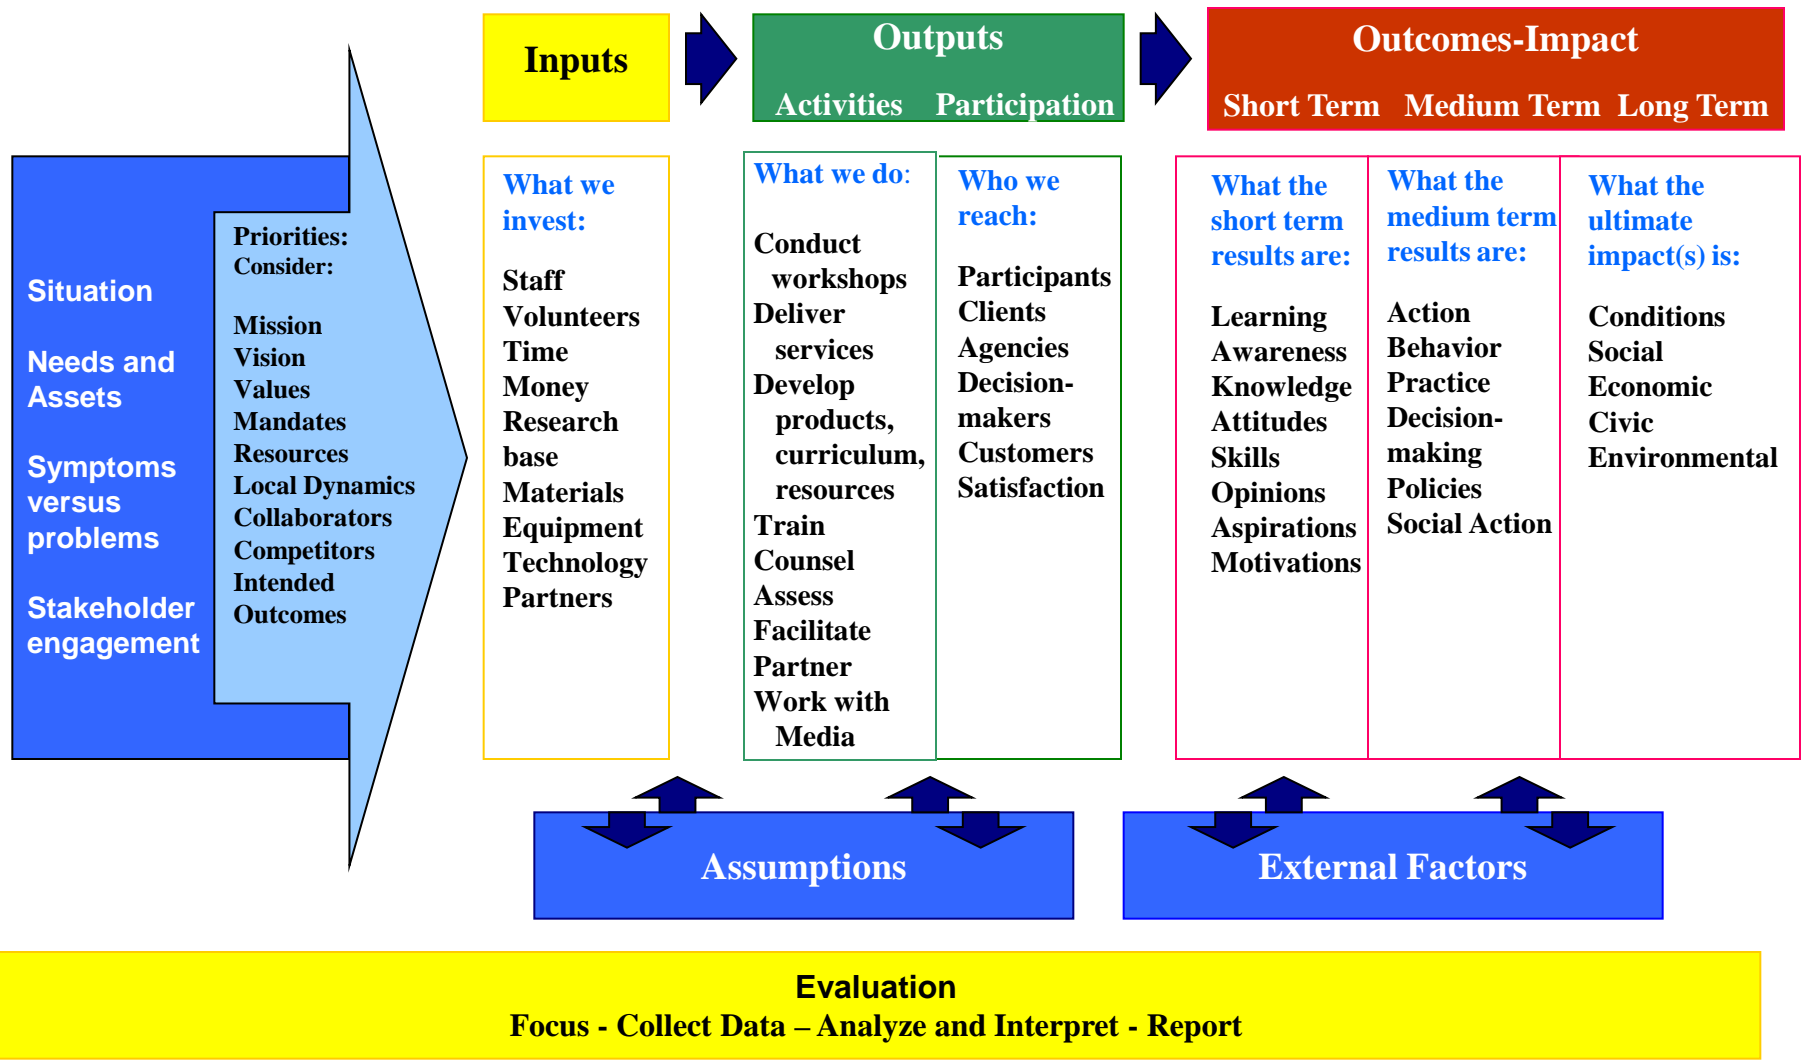 Inputs
Outputs
Activities Participation
Outcomes-Impact
Short Term Medium Term Long Term
Situation
Needs and
Assets
Symptoms
versus
problems
Stakeholder
engagement
Priorities:
Consider:
Mission
Vision
Values
Mandates
Resources
Local Dynamics
Collaborators
Competitors
Intended
Outcomes
What we
invest:
Staff
Volunteers
Time
Money
Research
base
Materials
Equipment
Technology
Partners
What we do:
Conduct
workshops
Deliver
services
Develop
products,
curriculum,
resources
Train
Counsel
Assess
Facilitate
Partner
Work with
Media
Who we
reach:
Participants
Clients
Agencies
Decision-
makers
Customers
Satisfaction
What the
short term
results are:
Learning
Awareness
Knowledge
Attitudes
Skills
Opinions
Aspirations
Motivations
What the
medium term
results are:
Action
Behavior
Practice
Decision-
making
Policies
Social Action
What the
ultimate
impact(s) is:
Conditions
Social
Economic
Civic
Environmental
Assumptions
External Factors
Evaluation
Focus - Collect Data – Analyze and Interpret - Report